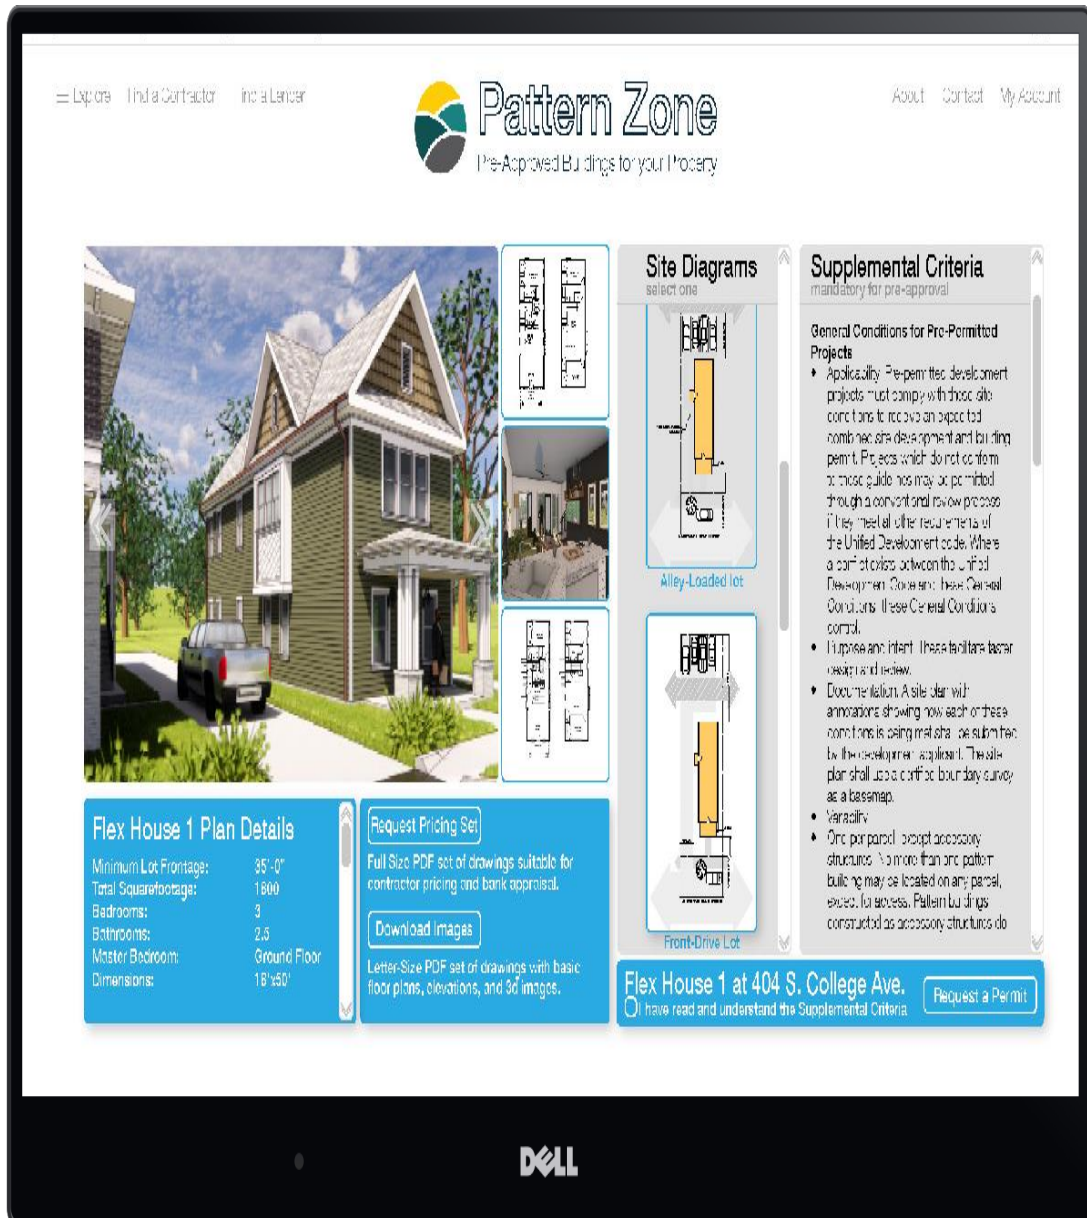 Explore Find a Contractor Find a Lender
Pattern Zone
Pre-Approved Buildings for your Property
About Contact My Account
Site Diagrams
select one
Alley-Loaded lot
Front-Drive Lot
Supplemental Criteria
mandatory for pre-approval
General Conditions for Pre-Permitted
Projects
• Applicability. Pre-permitted development
projects must comply with these site
conditions to receive an expedited
combined site development and building
permit. Projects which do not conform
to these guidelines may be permitted
through a conventional review process
if they meet all other requirements of
the Unified Development code. Where
a conflict exists between the Unified
Development Code and these General
Conditions, these General Conditions
control.
• Purpose and intent. These facilitate faster
design and review.
• Documentation. A site plan with
annotations showing how each of these
conditions is being met shall be submitted
by the development applicant. The site
plan shall use a certified boundary survey
as a basemap.
• Variability
• One per parcel, except accessory
structures. No more than one pattern
building may be located on any parcel,
except for access. Pattern buildings
constructed as accessory structures do
Flex House 1 Plan Details
Minimum Lot Frontage: 35'-0"
Total Squarefootage: 1800
Bedrooms: 3
Bathrooms: 2.5
Master Bedroom: Ground Floor
Dimensions: 18'x50'
Request Pricing Set
Full Size PDF set of drawings suitable for
contractor pricing and bank appraisal.
Download Images
Letter-Size PDF set of drawings with basic
floor plans, elevations, and 3d images.
Flex House 1 at 404 S. College Ave.
I have read and understand the Supplemental Criteria
Request a Permit
DELL